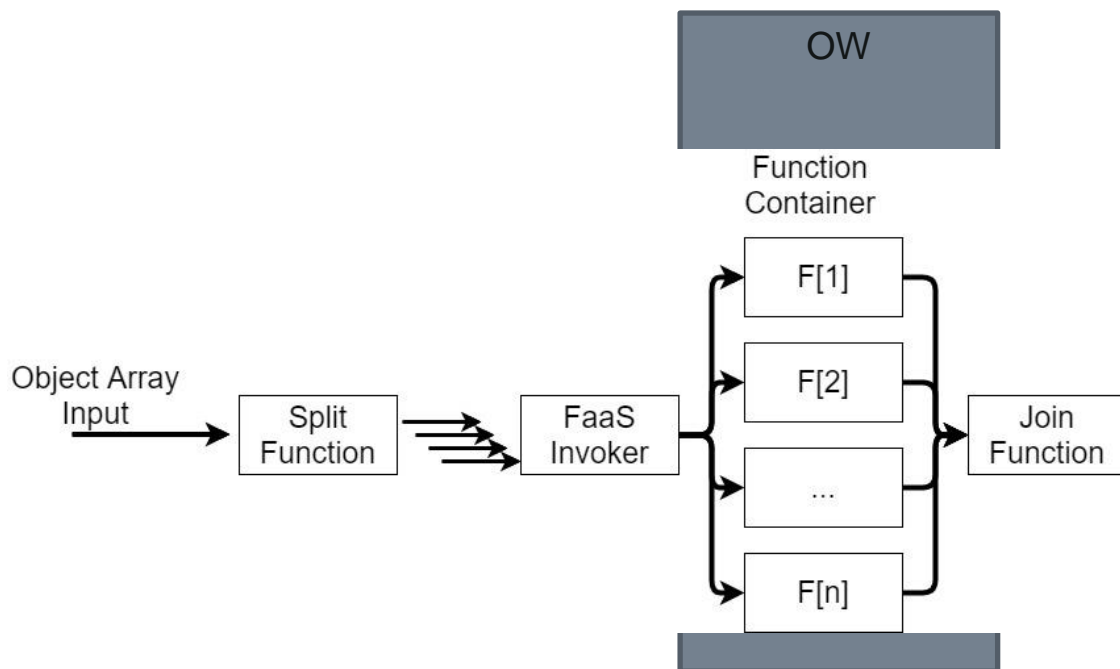 OW
Function
Container
F[1]
Object Array
Input
Split
Function
FaaS
Invoker
F[2]
...
F[n]
Join
Function